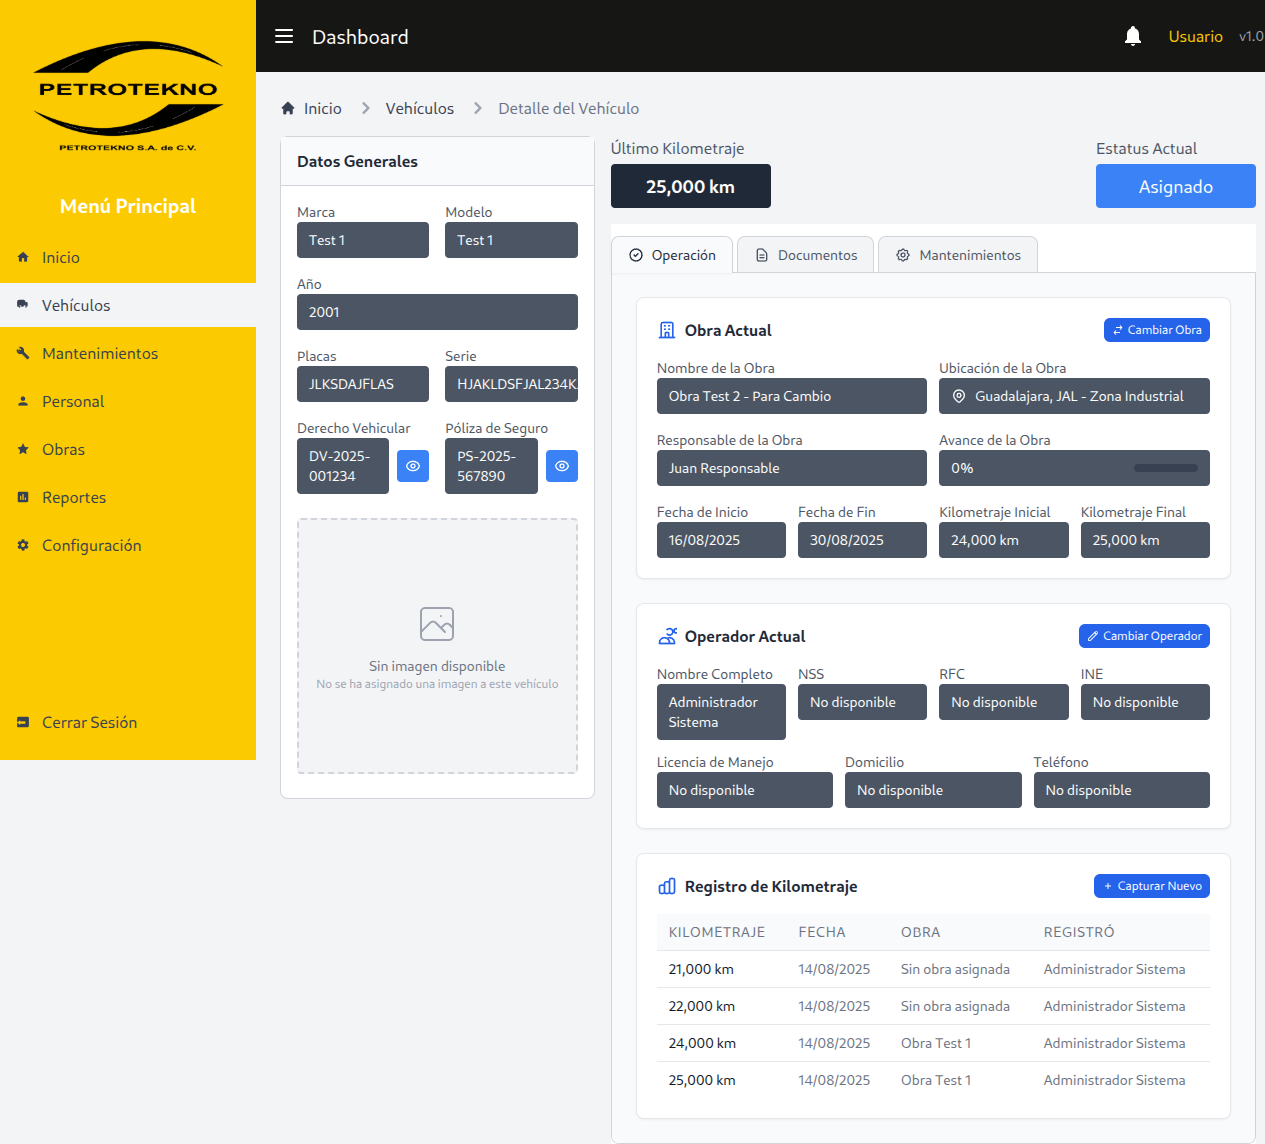 PETROTEKNO
PETROTEKNO S.A. de C.V.
Menú Principal
Inicio
Vehículos
Mantenimientos
Personal
Obras
Reportes
Configuración
Cerrar Sesión
Dashboard
Usuario
v1.0
Inicio
Vehículos
Detalle del Vehículo
Datos Generales
Marca
Modelo
Test 1
Test 1
Año
2001
Placas
Serie
JLKSDAJFLAS
HJAKLDSFJAL234K
Derecho Vehicular
Póliza de Seguro
DV-2025-
001234
PS-2025-
567890
Sin imagen disponible
No se ha asignado una imagen a este vehículo
Último Kilometraje
25,000 km
Estatus Actual
Asignado
Operación
Documentos
Mantenimientos
Obra Actual
Cambiar Obra
Nombre de la Obra
Ubicación de la Obra
Obra Test 2 - Para Cambio
Guadalajara, JAL - Zona Industrial
Responsable de la Obra
Avance de la Obra
Juan Responsable
0%
Fecha de Inicio
Fecha de Fin
Kilometraje Inicial
Kilometraje Final
16/08/2025
30/08/2025
24,000 km
25,000 km
Operador Actual
Cambiar Operador
Nombre Completo
NSS
RFC
INE
Administrador
Sistema
No disponible
No disponible
No disponible
Licencia de Manejo
Domicilio
Teléfono
No disponible
No disponible
No disponible
Registro de Kilometraje
+ Capturar Nuevo
KILOMETRAJE FECHA OBRA REGISTRÓ
21,000 km 14/08/2025 Sin obra asignada Administrador Sistema
22,000 km 14/08/2025 Sin obra asignada Administrador Sistema
24,000 km 14/08/2025 Obra Test 1 Administrador Sistema
25,000 km 14/08/2025 Obra Test 1 Administrador Sistema